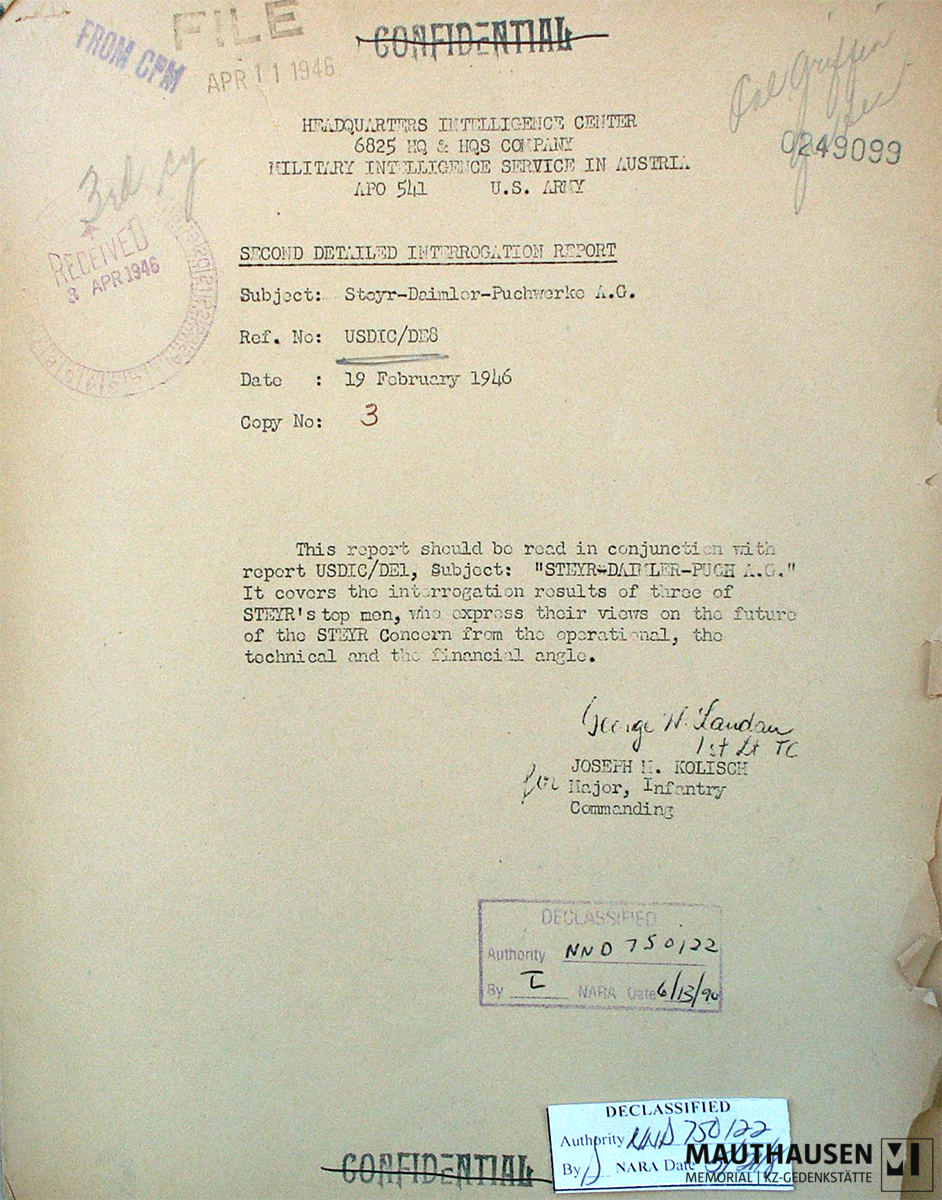 FILE
CONFIDENTIAL
FROM CPM
APR 11 1946
0249099
HEADQUARTERS INTELLIGENCE CENTER
6825 HQ & HQS COMPANY
MILITARY INTELLIGENCE SERVICE IN AUSTRIA
APO 541 U.S. ARMY
3rd cy
RECEIVED
8 APR 1946
SECOND DETAILED INTERROGATION REPORT
Subject: Steyr-Daimler-Puchwerke A.G.
Ref. No: USDIC/DE8
Date : 19 February 1946
Copy No: 3
This report should be read in conjunction with
report USDIC/DE1, Subject: "STEYR-DAIMLER-PUCH A.G."
It covers the interrogation results of three of
STEYR's top men, who express their views on the future
of the STEYR Concern from the operational, the
technical and the financial angle.
George W. Landau
1st Lt TC
for JOSEPH M. KOLISCH
Major, Infantry
Commanding
DECLASSIFIED
Authority NND 750122
By NARA Date 6/13/90
DECLASSIFIED
Authority NND 750122
By NARA Date
CONFIDENTIAL
MAUTHAUSEN
MEMORIAL | KZ-GEDENKSTÄTTE